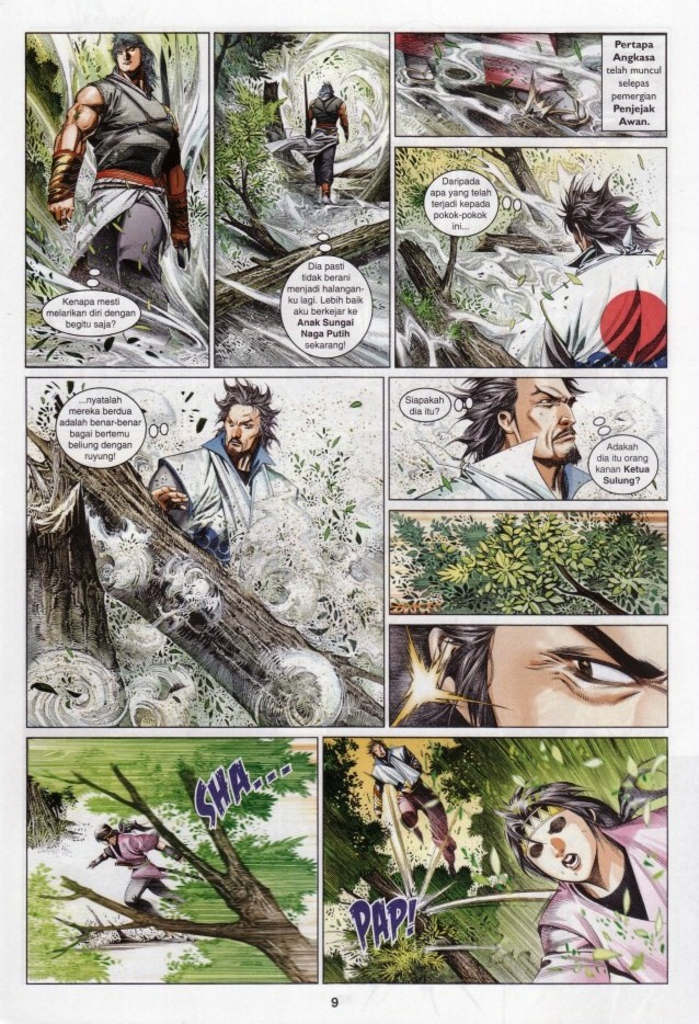 Kenapa mesti
melarikan diri dengan
begitu saja?
Dia pasti
tidak berani
menjadi halangan-
ku lagi. Lebih baik
aku berkejar ke
Anak Sungai
Naga Putih
sekarang!
Pertapa
Angkasa
telah muncul
selepas
pemergian
Penjejak
Awan.
Daripada
apa yang telah
terjadi kepada
pokok-pokok
ini...
...nyatalah
mereka berdua
adalah benar-benar
bagai bertemu
beliung dengan
ruyung!
Siapakah
dia itu?
Adakah
dia itu orang
kanan Ketua
Sulung?
SHA...
PAP!
9